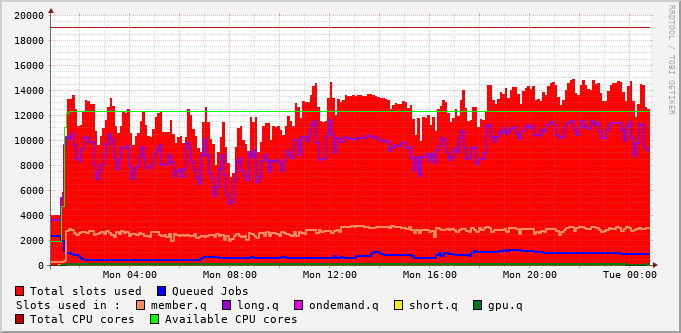 RRDTOOL / TOBI OETIKER
20000
18000
16000
14000
12000
10000
8000
6000
4000
2000
0
Mon 04:00 Mon 08:00 Mon 12:00 Mon 16:00 Mon 20:00 Tue 00:00
Total slots used Queued Jobs
Slots used in : member.q long.q ondemand.q short.q gpu.q
Total CPU cores Available CPU cores